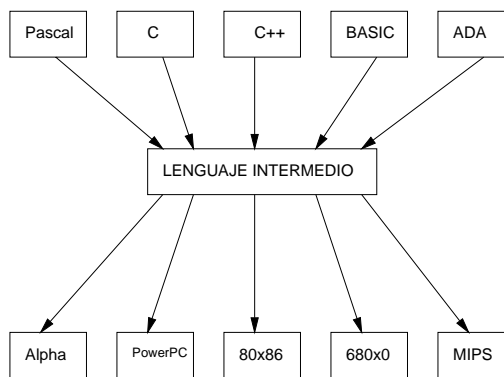 Pascal C C++ BASIC ADA
LENGUAJE INTERMEDIO
Alpha PowerPC 80x86 680x0 MIPS